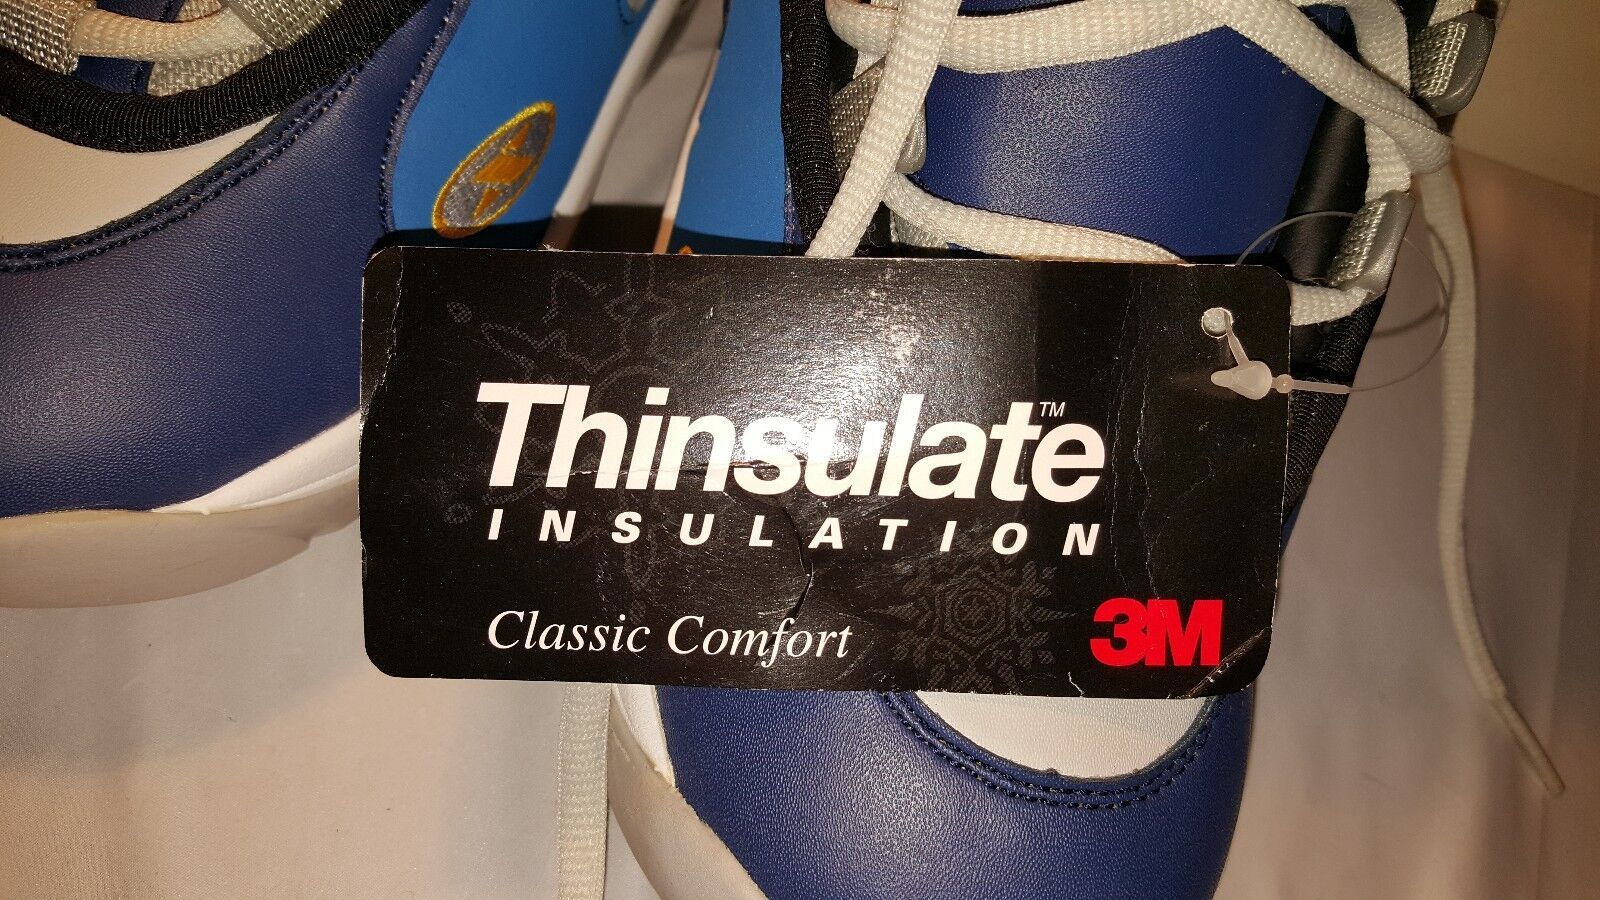 Thinsulate™
INSULATION
Classic Comfort
3M